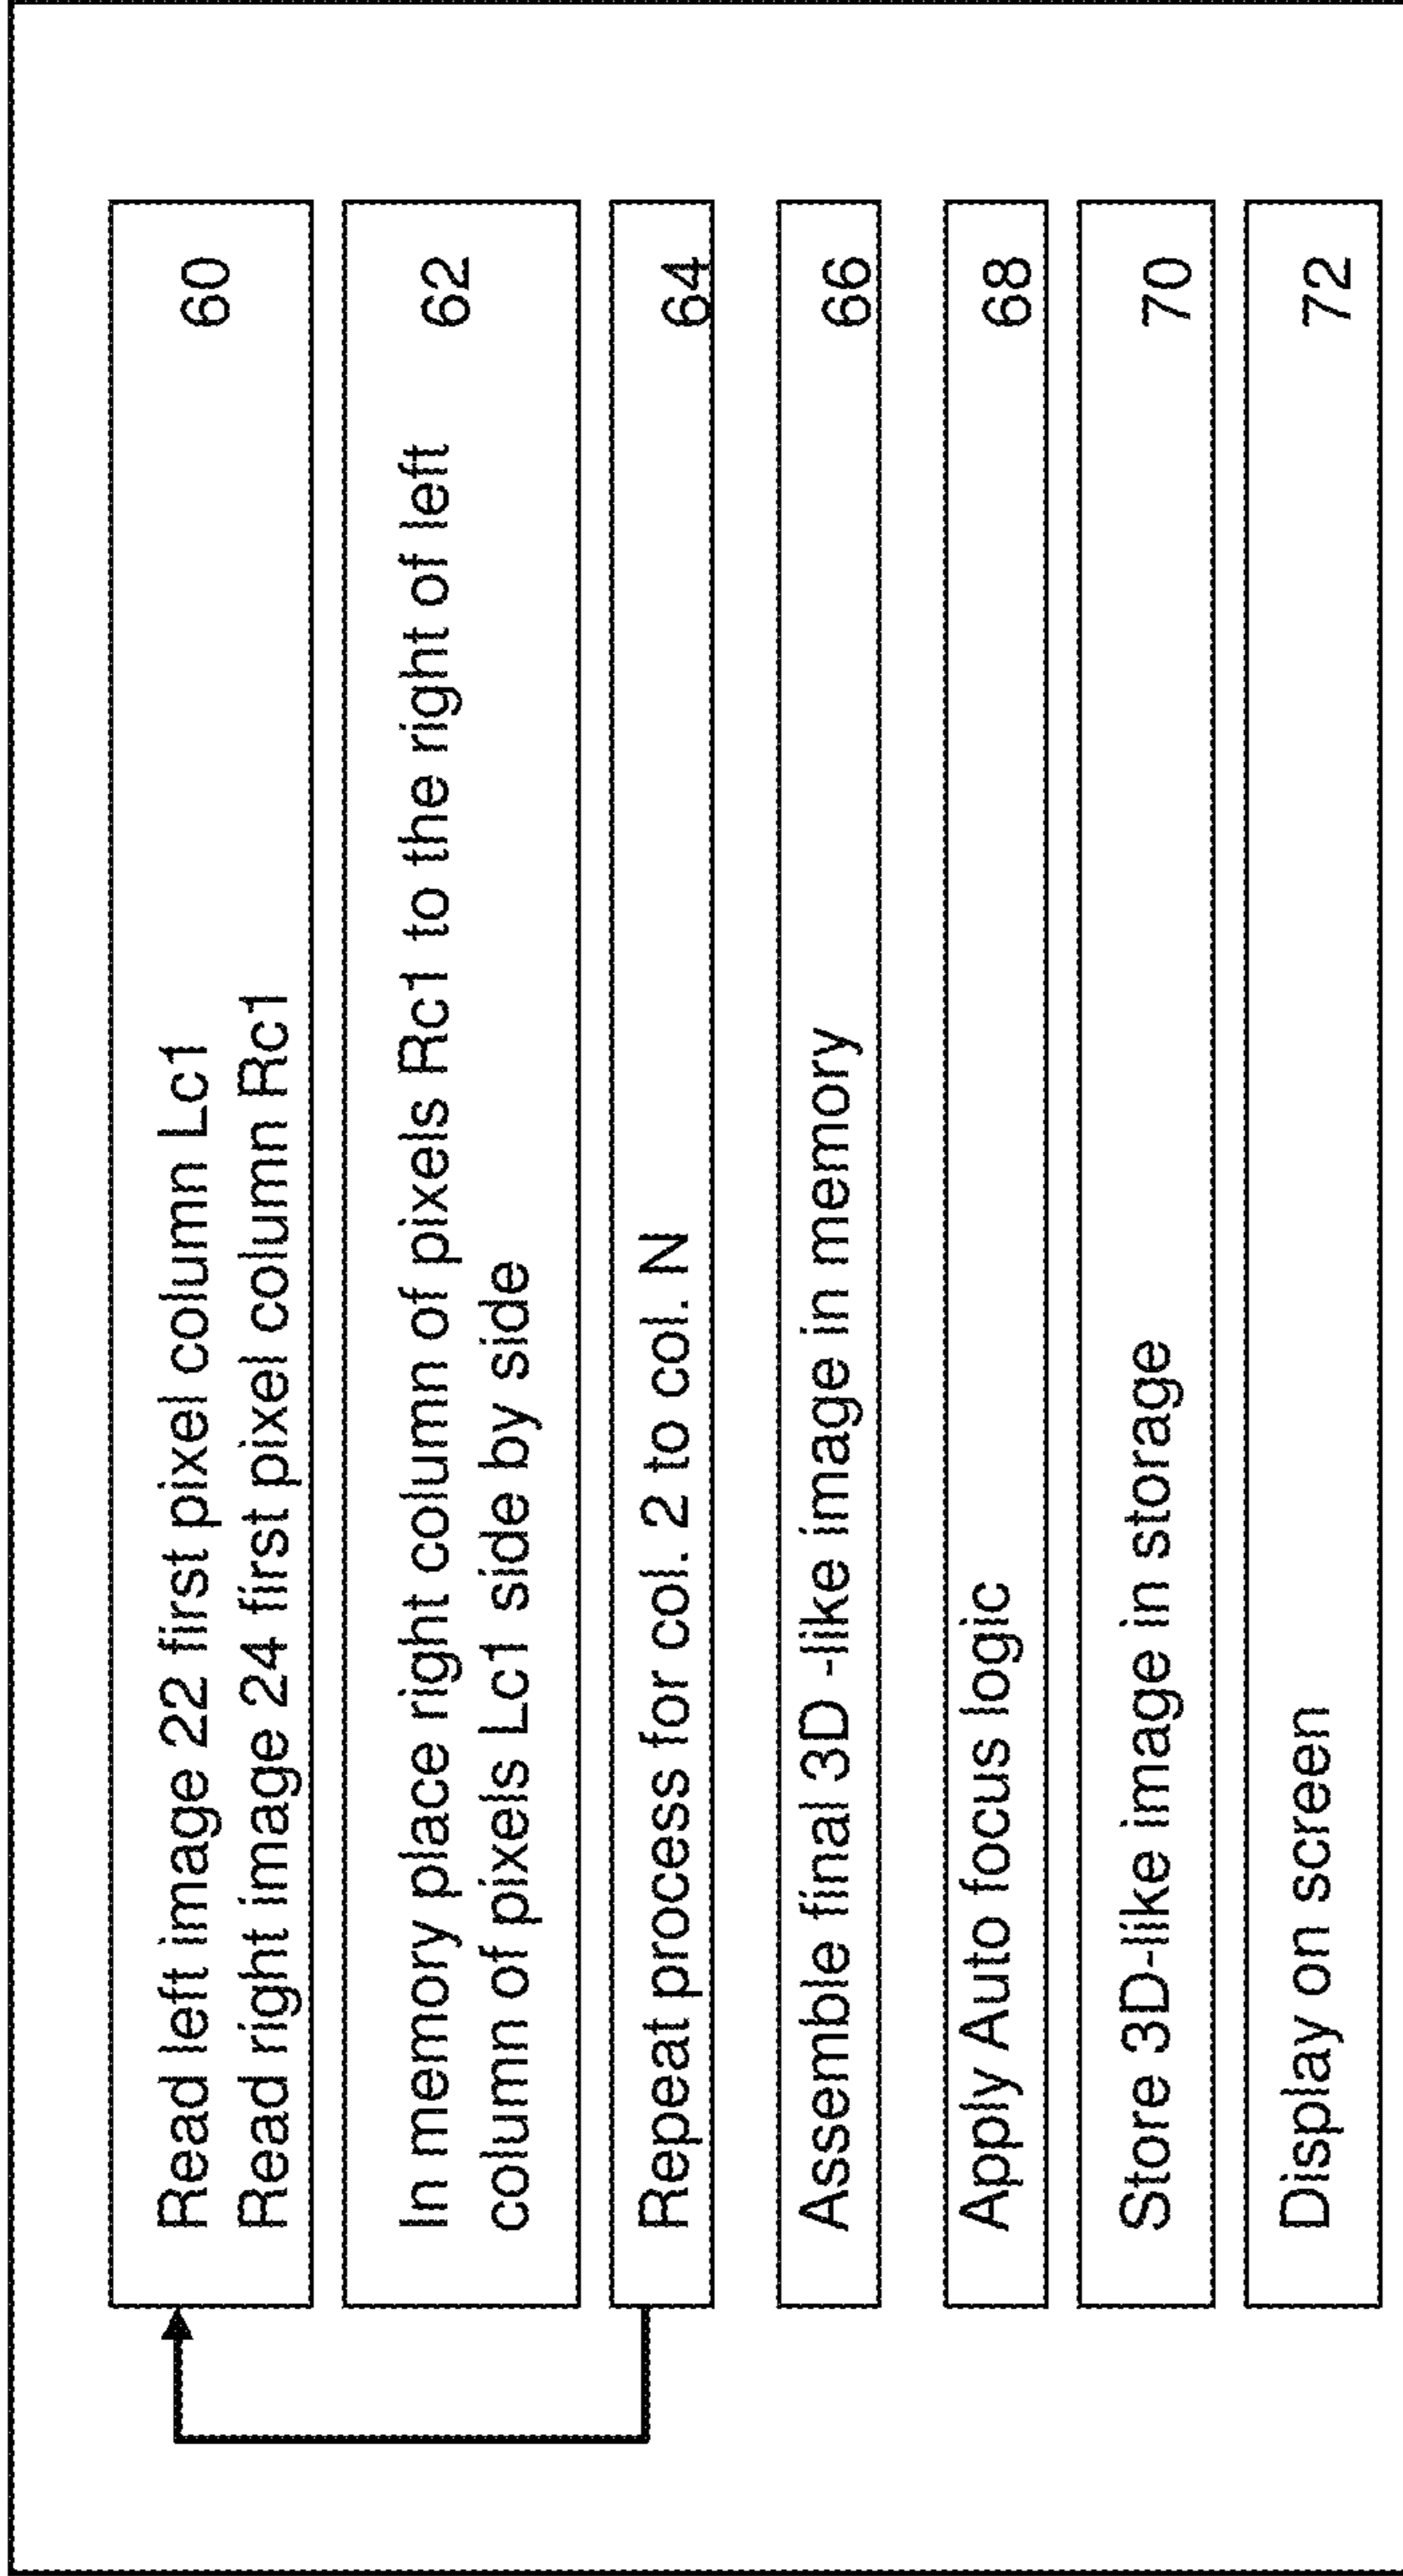 Read left image 22 first pixel column Lc1
Read right image 24 first pixel column Rc1
60
In memory place right column of pixels Rc1 to the right of left
column of pixels Lc1 side by side
62
Repeat process for col. 2 to col. N
64
Assemble final 3D -like image in memory
66
Apply Auto focus logic
68
Store 3D-like image in storage
70
Display on screen
72